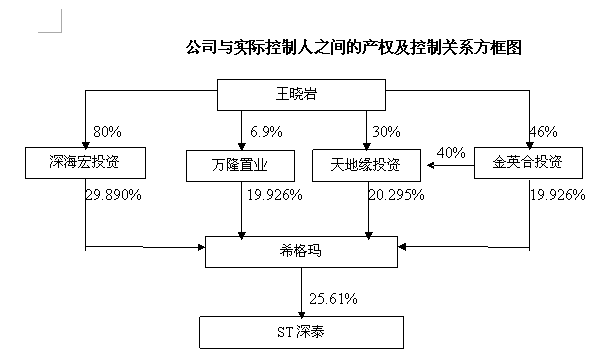 公司与实际控制人之间的产权及控制关系方框图
王晓岩
80%
6.9%
30%
46%
深海宏投资
万隆置业
天地缘投资
40%
金英合投资
29.890%
19.926%
20.295%
19.926%
希格玛
25.61%
ST 深泰